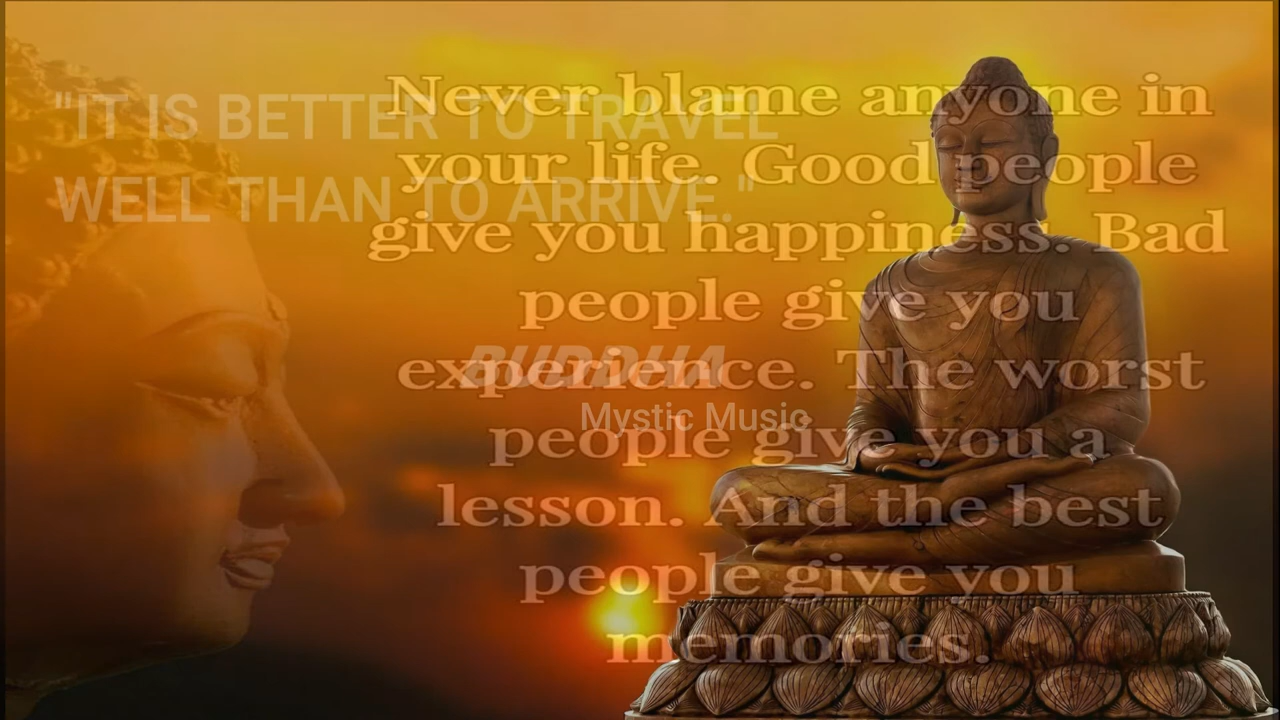 "IT IS BETTER TO TRAVEL
WELL THAN TO ARRIVE."
BUDDHA
Mystic Music
Never blame anyone in
your life. Good people
give you happiness. Bad
people give you
experience. The worst
people give you a
lesson. And the best
people give you
memories.